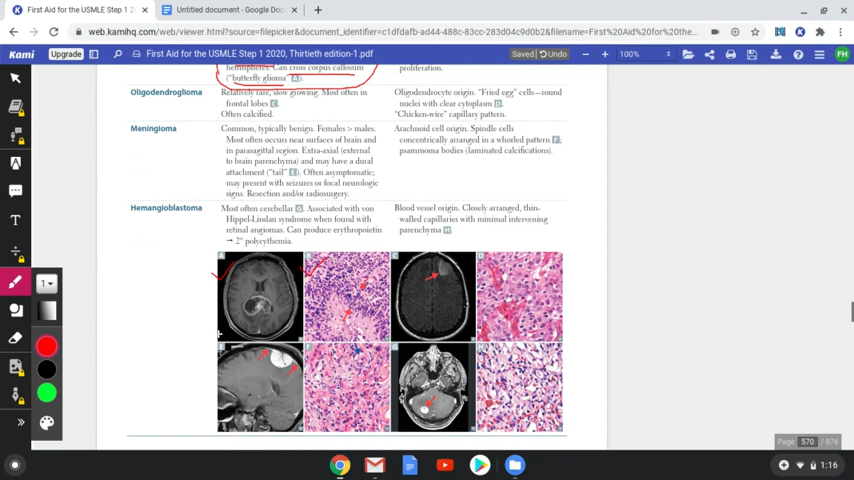 First Aid for the USMLE Step 1 20
Untitled document - Google Docs
www.kamihq.com/web/viewer.html?source=filepicker&document_identifier=c1dfdafb-ad44-488c-83cc-283d04c9d0b2&filename=First%20Aid%20for%20the...
FH
Kami
Upgrade
First Aid for the USMLE Step 1 2020, Thirtieth edition-1.pdf
Saved
Undo
100%
FH
hemispheres. Can cross corpus callosum
("butterfly glioma" A).
proliferation.
Oligodendroglioma
Relatively rare, slow growing. Most often in
frontal lobes C.
Often calcified.
Oligodendrocyte origin. "Fried egg" cells—round
nuclei with clear cytoplasm D.
"Chicken-wire" capillary pattern.
Meningioma
Common, typically benign. Females > males.
Most often occurs near surfaces of brain and
in parasagittal region. Extra-axial (external
to brain parenchyma) and may have a dural
attachment ("tail" E). Often asymptomatic;
may present with seizures or focal neurologic
signs. Resection and/or radiosurgery.
Arachnoid cell origin. Spindle cells
concentrically arranged in a whorled pattern F;
psammoma bodies (laminated calcifications).
Hemangioblastoma
Most often cerebellar G. Associated with von
Hippel-Lindau syndrome when found with
retinal angiomas. Can produce erythropoietin
→ 2° polycythemia.
Blood vessel origin. Closely arranged, thin-
walled capillaries with minimal intervening
parenchyma H.
A
B
C
D
E
F
G
H
T
1
Page 570 / 876
1:16